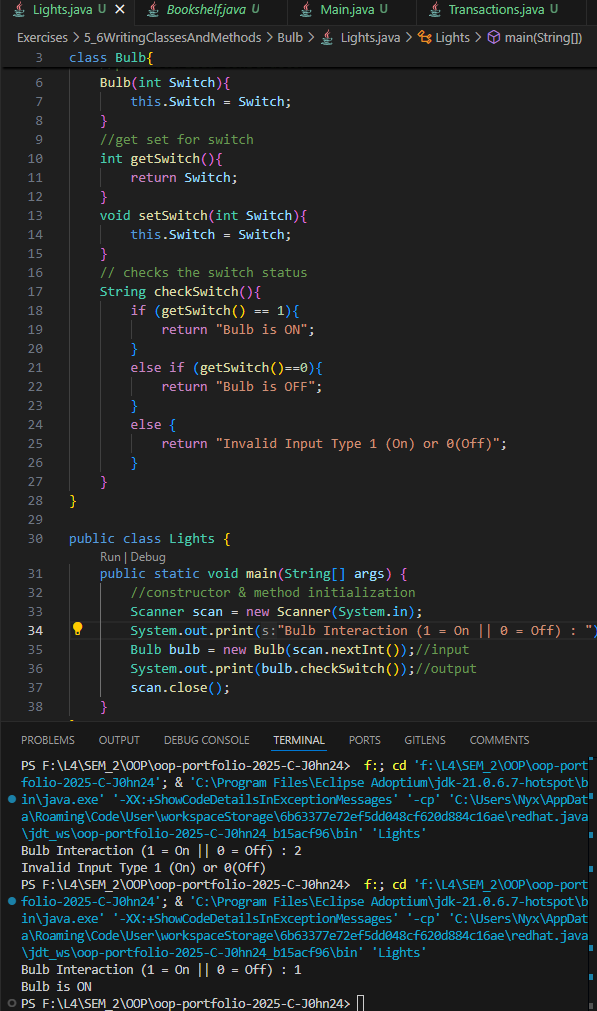 Lights.java U Bookshelf.java U Main.java U Transactions.java U
Exercises > 5_6WritingClassesAndMethods > Bulb > Lights.java > Lights > main(String[])
3 class Bulb{
6 Bulb(int Switch){
7 this.Switch = Switch;
8 }
9 //get set for switch
10 int getSwitch(){
11 return Switch;
12 }
13 void setSwitch(int Switch){
14 this.Switch = Switch;
15 }
16 // checks the switch status
17 String checkSwitch(){
18 if (getSwitch() == 1){
19 return "Bulb is ON";
20 }
21 else if (getSwitch()==0){
22 return "Bulb is OFF";
23 }
24 else {
25 return "Invalid Input Type 1 (On) or 0(Off)";
26 }
27 }
28 }
29
30 public class Lights {
Run | Debug
31 public static void main(String[] args) {
32 //constructor & method initialization
33 Scanner scan = new Scanner(System.in);
34 System.out.print(s:"Bulb Interaction (1 = On || 0 = Off) : ")
35 Bulb bulb = new Bulb(scan.nextInt());//input
36 System.out.print(bulb.checkSwitch());//output
37 scan.close();
38 }
PROBLEMS OUTPUT DEBUG CONSOLE TERMINAL PORTS GITLENS COMMENTS
PS F:\L4\SEM_2\OOP\oop-portfolio-2025-C-J0hn24> f:; cd 'f:\L4\SEM_2\OOP\oop-port
folio-2025-C-J0hn24'; & 'C:\Program Files\Eclipse Adoptium\jdk-21.0.6.7-hotspot\b
in\java.exe' '-XX:+ShowCodeDetailsInExceptionMessages' '-cp' 'C:\Users\Nyx\AppDat
a\Roaming\Code\User\workspaceStorage\6b63377e72ef5dd048cf620d884c16ae\redhat.java
\jdt_ws\oop-portfolio-2025-C-J0hn24_b15acf96\bin' 'Lights'
Bulb Interaction (1 = On || 0 = Off) : 2
Invalid Input Type 1 (On) or 0(Off)
PS F:\L4\SEM_2\OOP\oop-portfolio-2025-C-J0hn24> f:; cd 'f:\L4\SEM_2\OOP\oop-port
folio-2025-C-J0hn24'; & 'C:\Program Files\Eclipse Adoptium\jdk-21.0.6.7-hotspot\b
in\java.exe' '-XX:+ShowCodeDetailsInExceptionMessages' '-cp' 'C:\Users\Nyx\AppDat
a\Roaming\Code\User\workspaceStorage\6b63377e72ef5dd048cf620d884c16ae\redhat.java
\jdt_ws\oop-portfolio-2025-C-J0hn24_b15acf96\bin' 'Lights'
Bulb Interaction (1 = On || 0 = Off) : 1
Bulb is ON
PS F:\L4\SEM_2\OOP\oop-portfolio-2025-C-J0hn24>